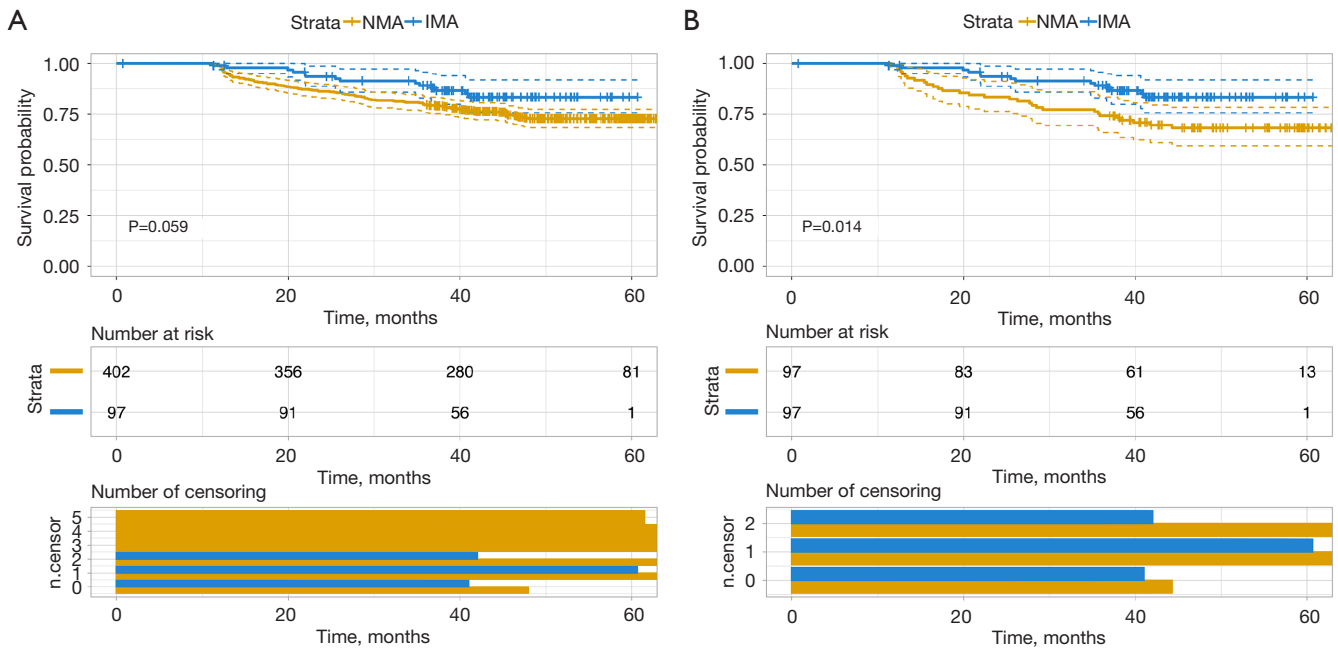 A
Strata NMA IMA
Survival probability
1.00
0.75
0.50
0.25
0.00
P=0.059
0 20 40 60
Time, months
Number at risk
Strata
402 356 280 81
97 91 56 1
0 20 40 60
Time, months
Number of censoring
n.censor
5
4
3
2
1
0
0 20 40 60
Time, months
B
Strata NMA IMA
Survival probability
1.00
0.75
0.50
0.25
0.00
P=0.014
0 20 40 60
Time, months
Number at risk
Strata
97 83 61 13
97 91 56 1
0 20 40 60
Time, months
Number of censoring
n.censor
2
1
0
0 20 40 60
Time, months